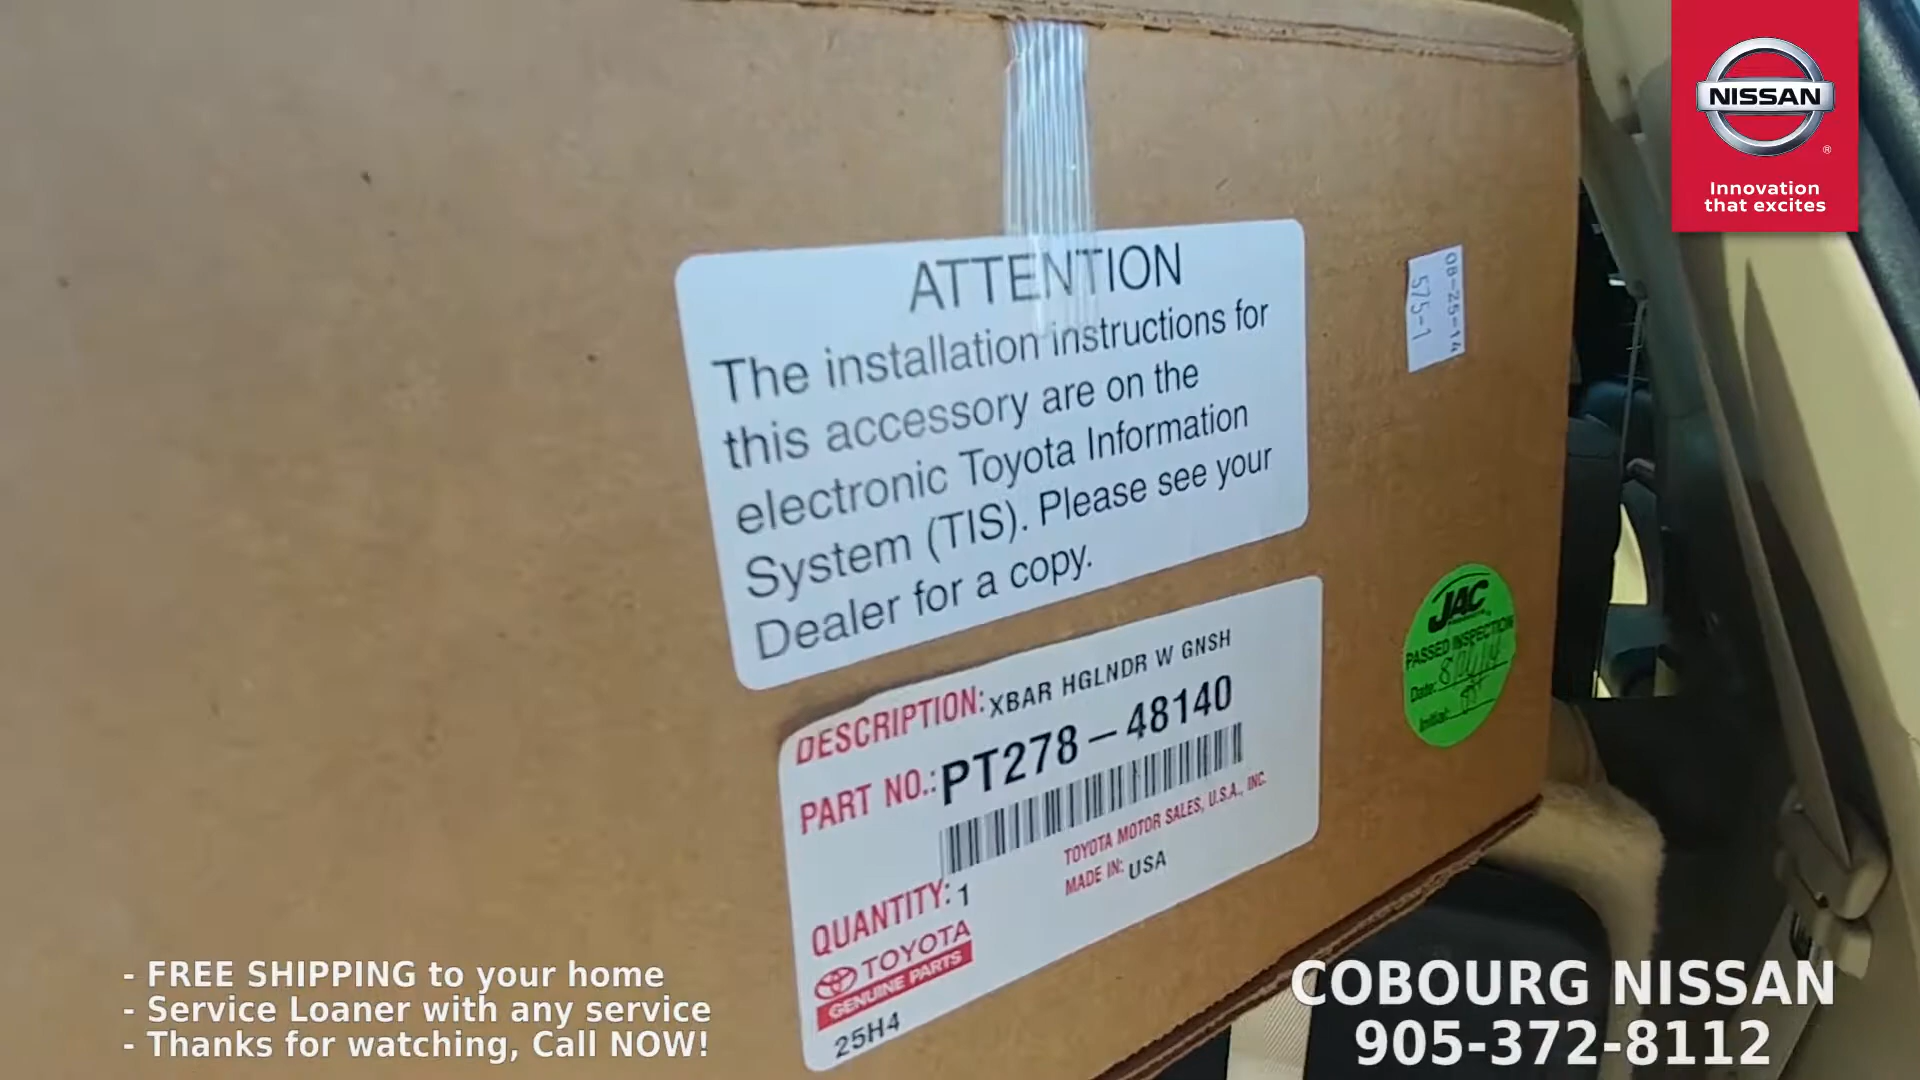 NISSAN
®
Innovation
that excites
ATTENTION
The installation instructions for
this accessory are on the
electronic Toyota Information
System (TIS). Please see your
Dealer for a copy.
08-25-14
575-1
JAC
PASSED INSPECTION
Date:
Initial:
DESCRIPTION: XBAR HGLNDR W GNSH
PART NO.: PT278-48140
TOYOTA MOTOR SALES, U.S.A., INC.
MADE IN: USA
QUANTITY: 1
TOYOTA
GENUINE PARTS
25H4
- FREE SHIPPING to your home
- Service Loaner with any service
- Thanks for watching, Call NOW!
COBOURG NISSAN
905-372-8112